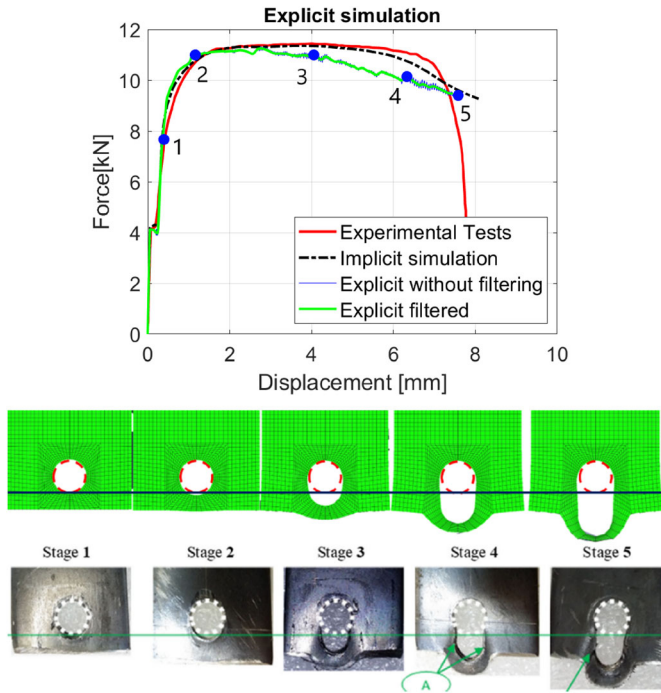 Explicit simulation
12
10
8
6
4
2
0
Force[kN]
1
2
3
4
5
Experimental Tests
Implicit simulation
Explicit without filtering
Explicit filtered
0 2 4 6 8 10
Displacement [mm]
Stage 1 Stage 2 Stage 3 Stage 4 Stage 5
A